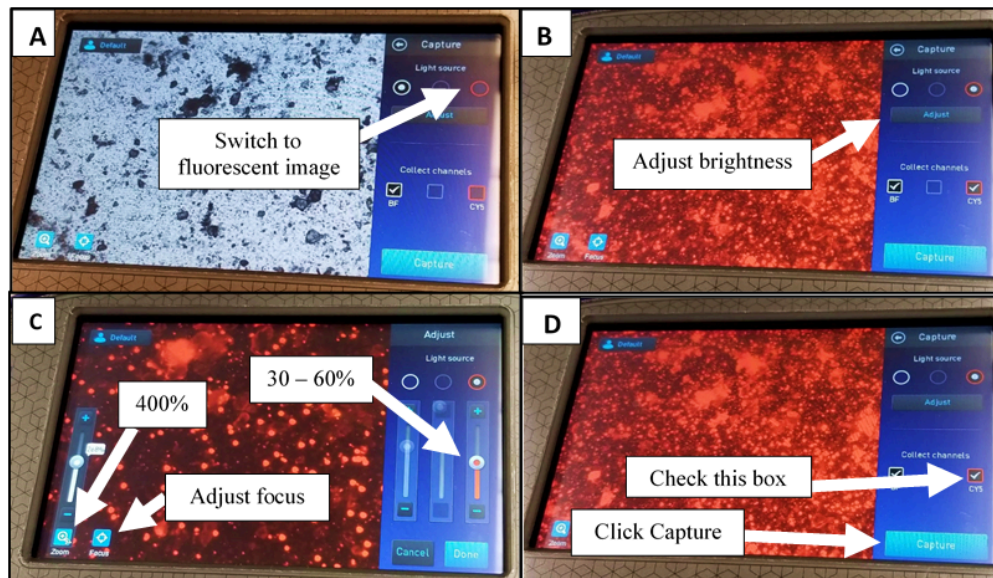 A
Default
Capture
Light source
Adjust
Switch to
fluorescent image
Collect channels
BF
CY5
Focus
Capture
B
Default
Capture
Light source
Adjust
Adjust brightness
Collect channels
BF
CY5
Zoom
Focus
Capture
C
Default
Adjust
Light source
30 – 60%
400%
+
+
Adjust focus
Zoom
Focus
Cancel
Done
D
Default
Capture
Light source
Adjust
Collect channels
Check this box
CY5
Click Capture
Capture